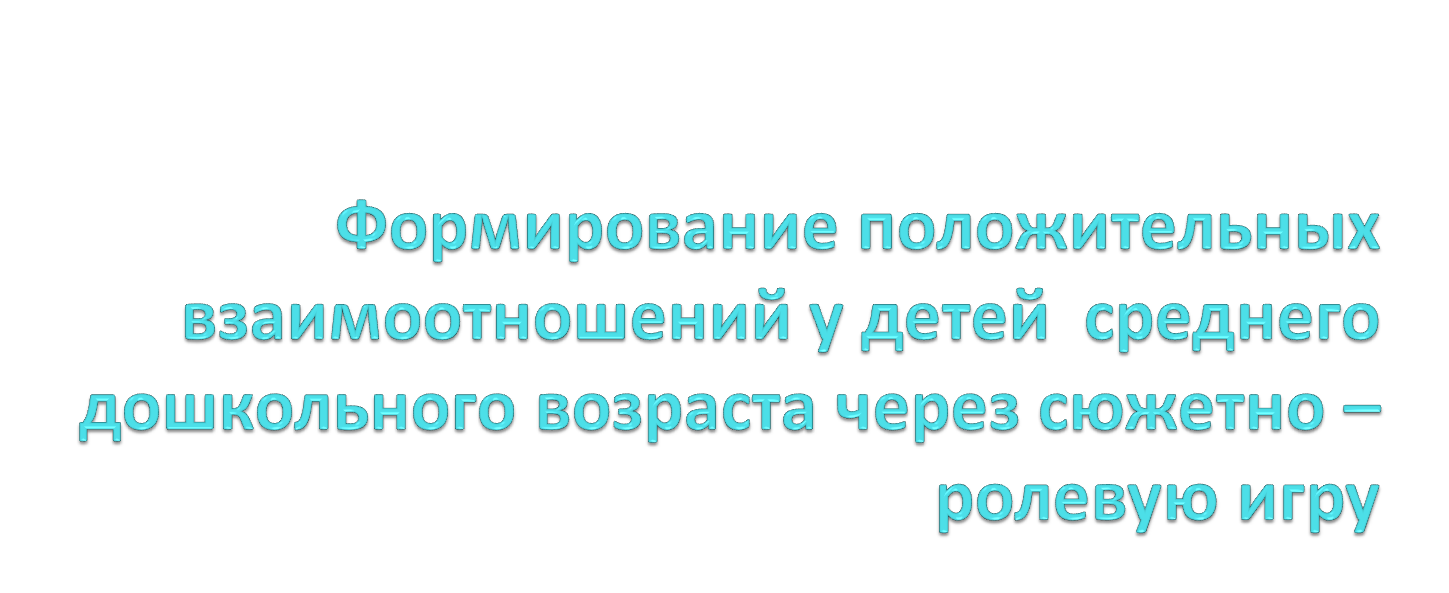 Формирование положительных
взаимоотношений у детей  среднего
дошкольного возраста через сюжетно –
ролевую игру